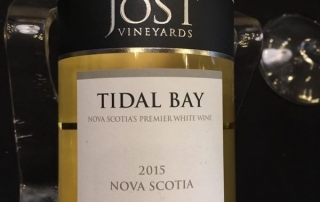 JOST
VINEYARDS
TIDAL BAY
NOVA SCOTIA'S PREMIER WHITE WINE
2015
NOVA SCOTIA